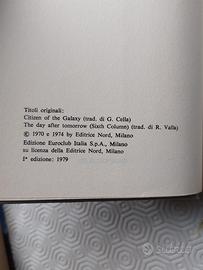 Titoli originali:
Citizen of the Galaxy (trad. di G. Cella)
The day after tomorrow (Sixth Column) (trad. di R. Valla)
© 1970 e 1974 by Editrice Nord, Milano
Edizione Euroclub Italia S.p.A., Milano
su licenza della Editrice Nord, Milano
Iª edizione: 1979
subito